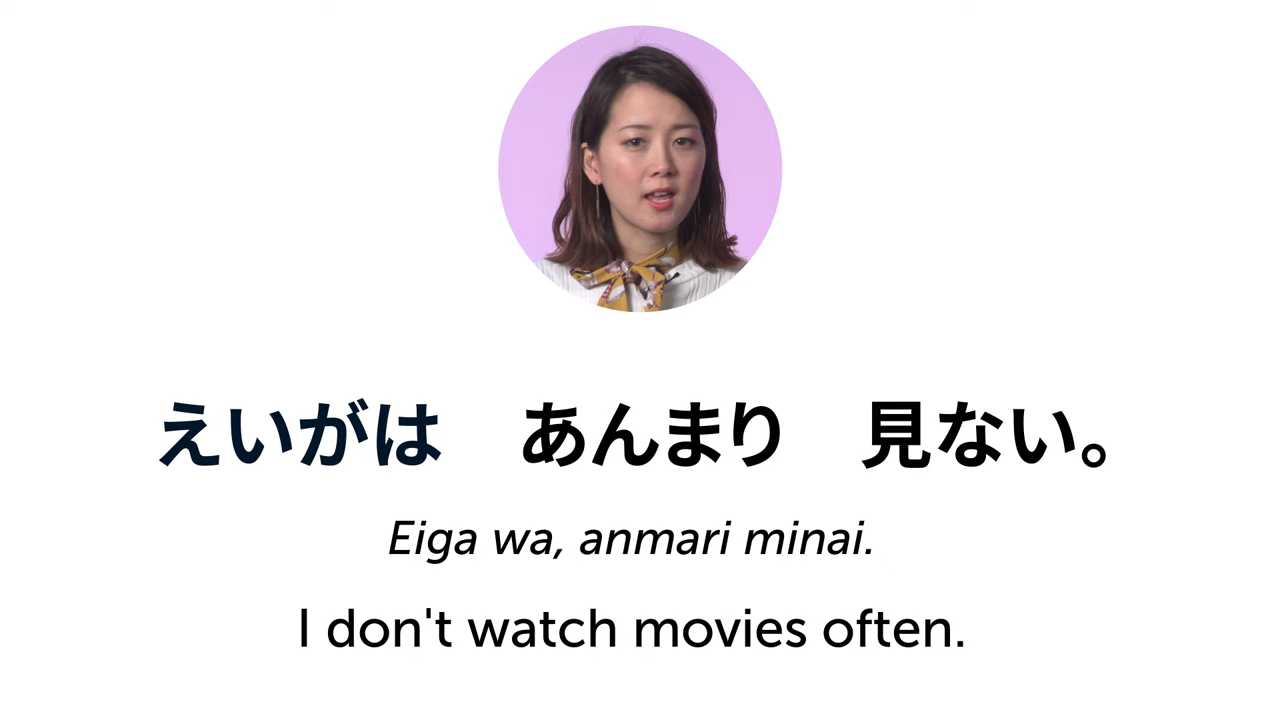 えいがは　あんまり　見ない。
Eiga wa, anmari minai.
I don't watch movies often.